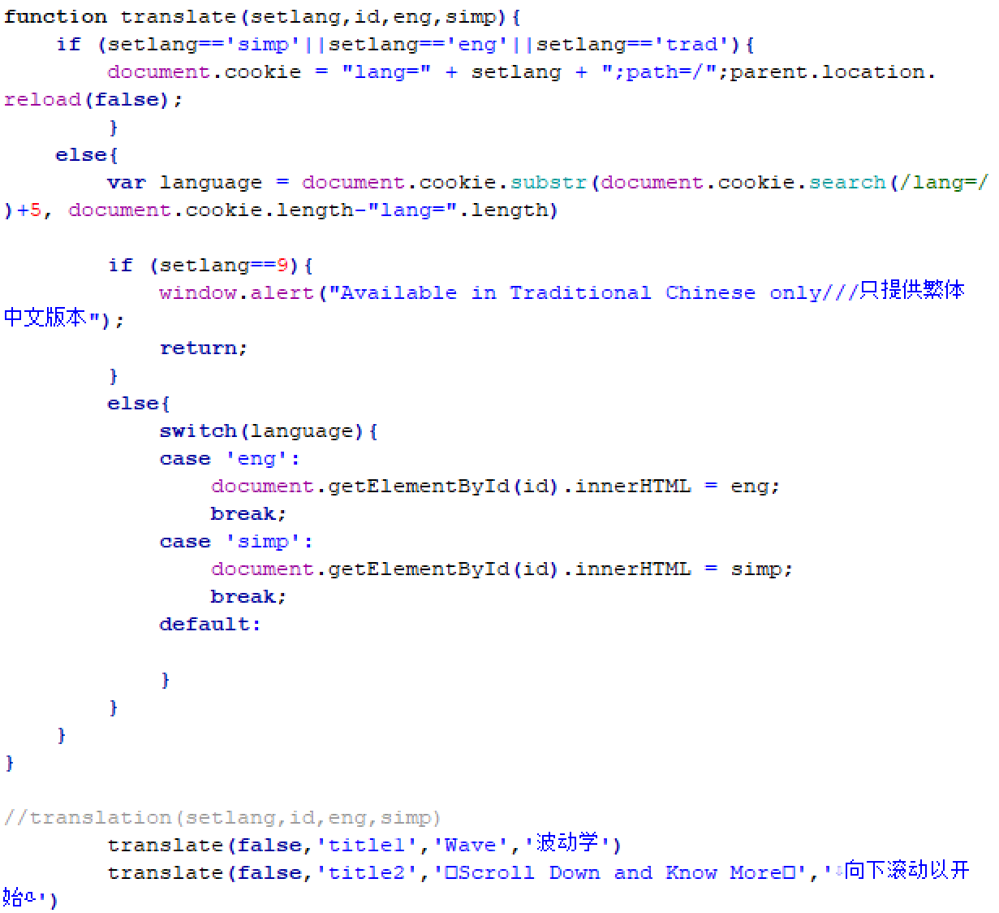 function translate(setlang,id,eng,simp){
    if (setlang=='simp'||setlang=='eng'||setlang=='trad'){
        document.cookie = "lang=" + setlang + ";path=/";parent.location.
reload(false);
        }
    else{
        var language = document.cookie.substr(document.cookie.search(/lang=/
)+5, document.cookie.length-"lang=".length)

        if (setlang==9){
            window.alert("Available in Traditional Chinese only///只提供繁体
中文版本");
            return;
        }
        else{
            switch(language){
            case 'eng':
                document.getElementById(id).innerHTML = eng;
                break;
            case 'simp':
                document.getElementById(id).innerHTML = simp;
                break;
            default:

            }
        }
    }
}

//translation(setlang,id,eng,simp)
        translate(false,'title1','Wave','波动学')
        translate(false,'title2','□Scroll Down and Know More□','⇩向下滚动以开
始⇩')